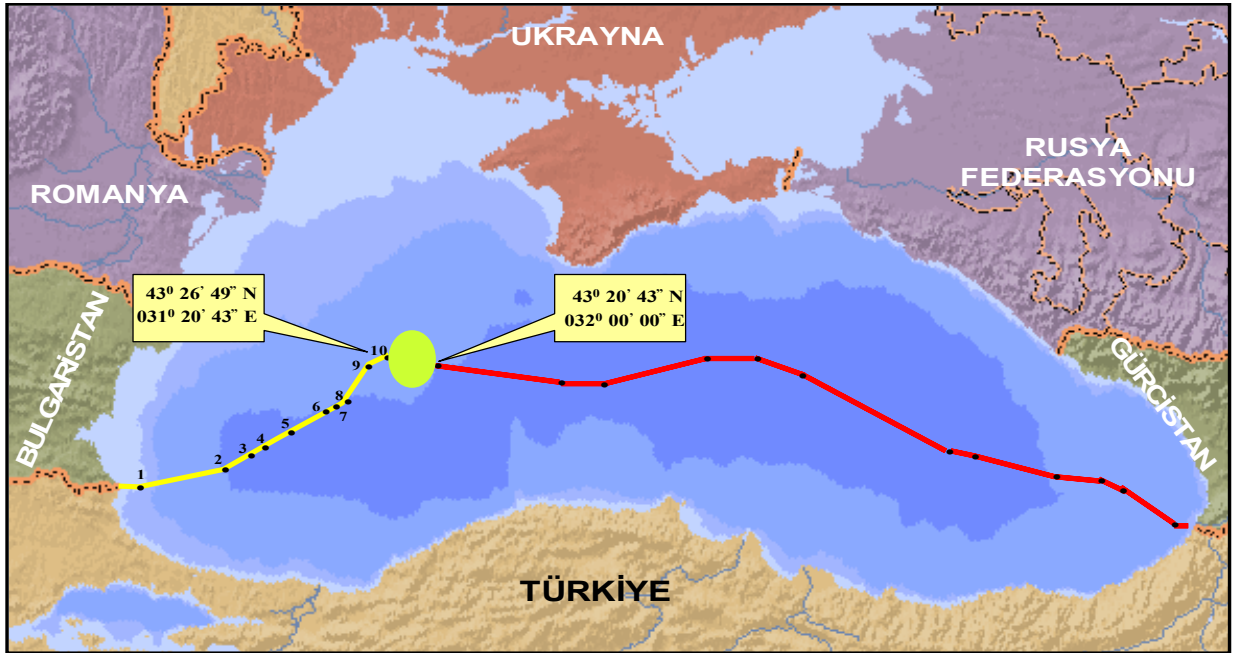 UKRAYNA
RUSYA
FEDERASYONU
ROMANYA
43⁰ 26’ 49” N
031⁰ 20’ 43” E
43⁰ 20’ 43” N
032⁰ 00’ 00” E
BULGARİSTAN
GÜRCİSTAN
10
9
8
7
6
5
4
3
2
1
TÜRKİYE